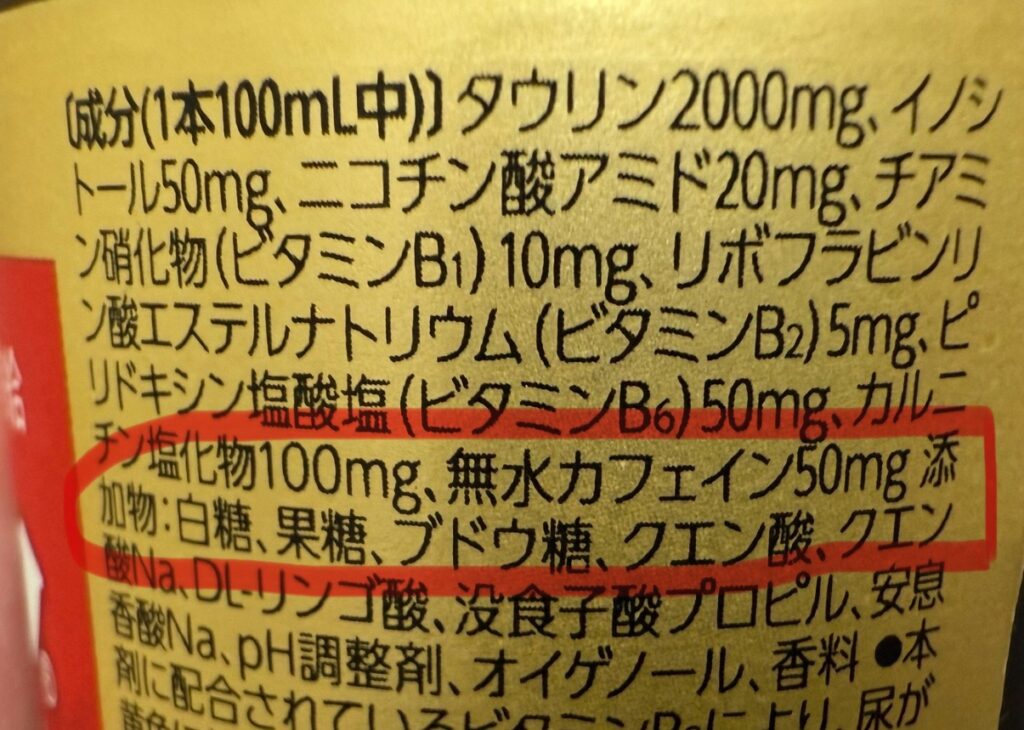 〔成分(1本100mL中)〕タウリン2000mg、イノシ
トール50mg、ニコチン酸アミド20mg、チアミ
ン硝化物(ビタミンB₁)10mg、リボフラビンリ
ン酸エステルナトリウム(ビタミンB₂)5mg、ピ
リドキシン塩酸塩(ビタミンB₆)50mg、カルニ
チン塩化物100mg、無水カフェイン50mg 添
加物:白糖、果糖、ブドウ糖、クエン酸、クエン
酸Na、DL-リンゴ酸、没食子酸プロピル、安息
香酸Na、pH調整剤、オイゲノール、香料 ●本
剤に配合されているビタミンB₂により、尿が